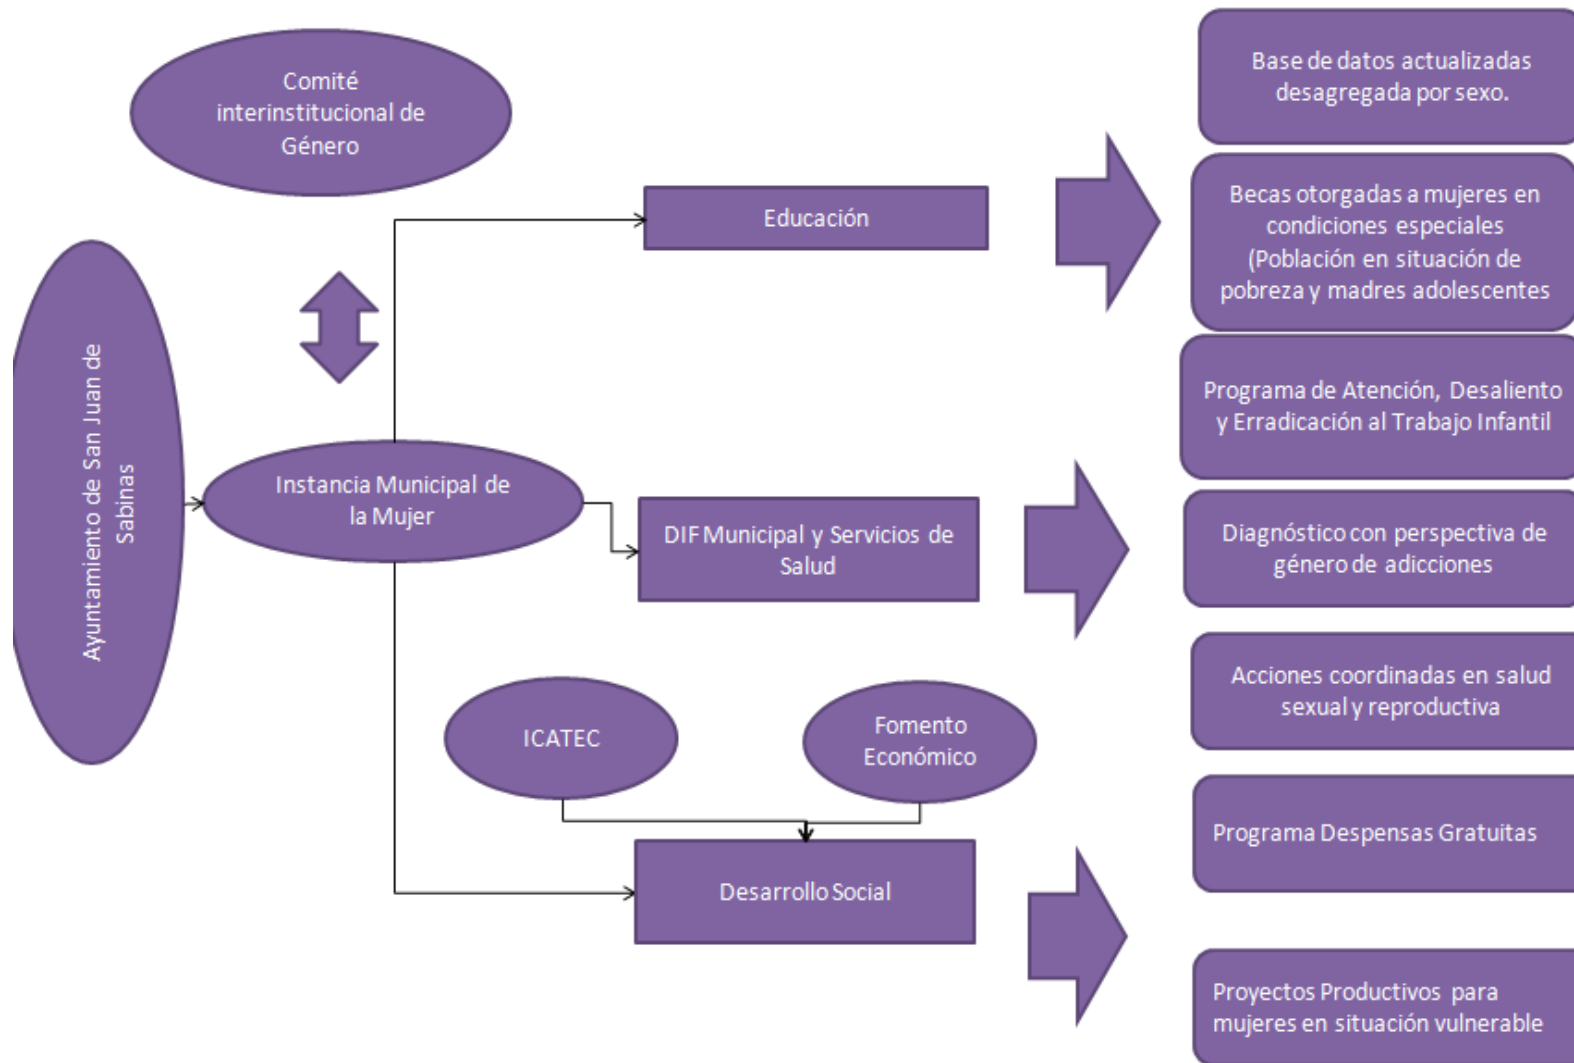 Comité
interinstitucional de
Género
Ayuntamiento de San Juan de
Sabinas
Instancia Municipal de
la Mujer
Educación
DIF Municipal y Servicios de
Salud
ICATEC
Fomento
Económico
Desarrollo Social
Base de datos actualizadas
desagregada por sexo.
Becas otorgadas a mujeres en
condiciones especiales
(Población en situación de
pobreza y madres adolescentes
Programa de Atención, Desaliento
y Erradicación al Trabajo Infantil
Diagnóstico con perspectiva de
género de adicciones
Acciones coordinadas en salud
sexual y reproductiva
Programa Despensas Gratuitas
Proyectos Productivos para
mujeres en situación vulnerable